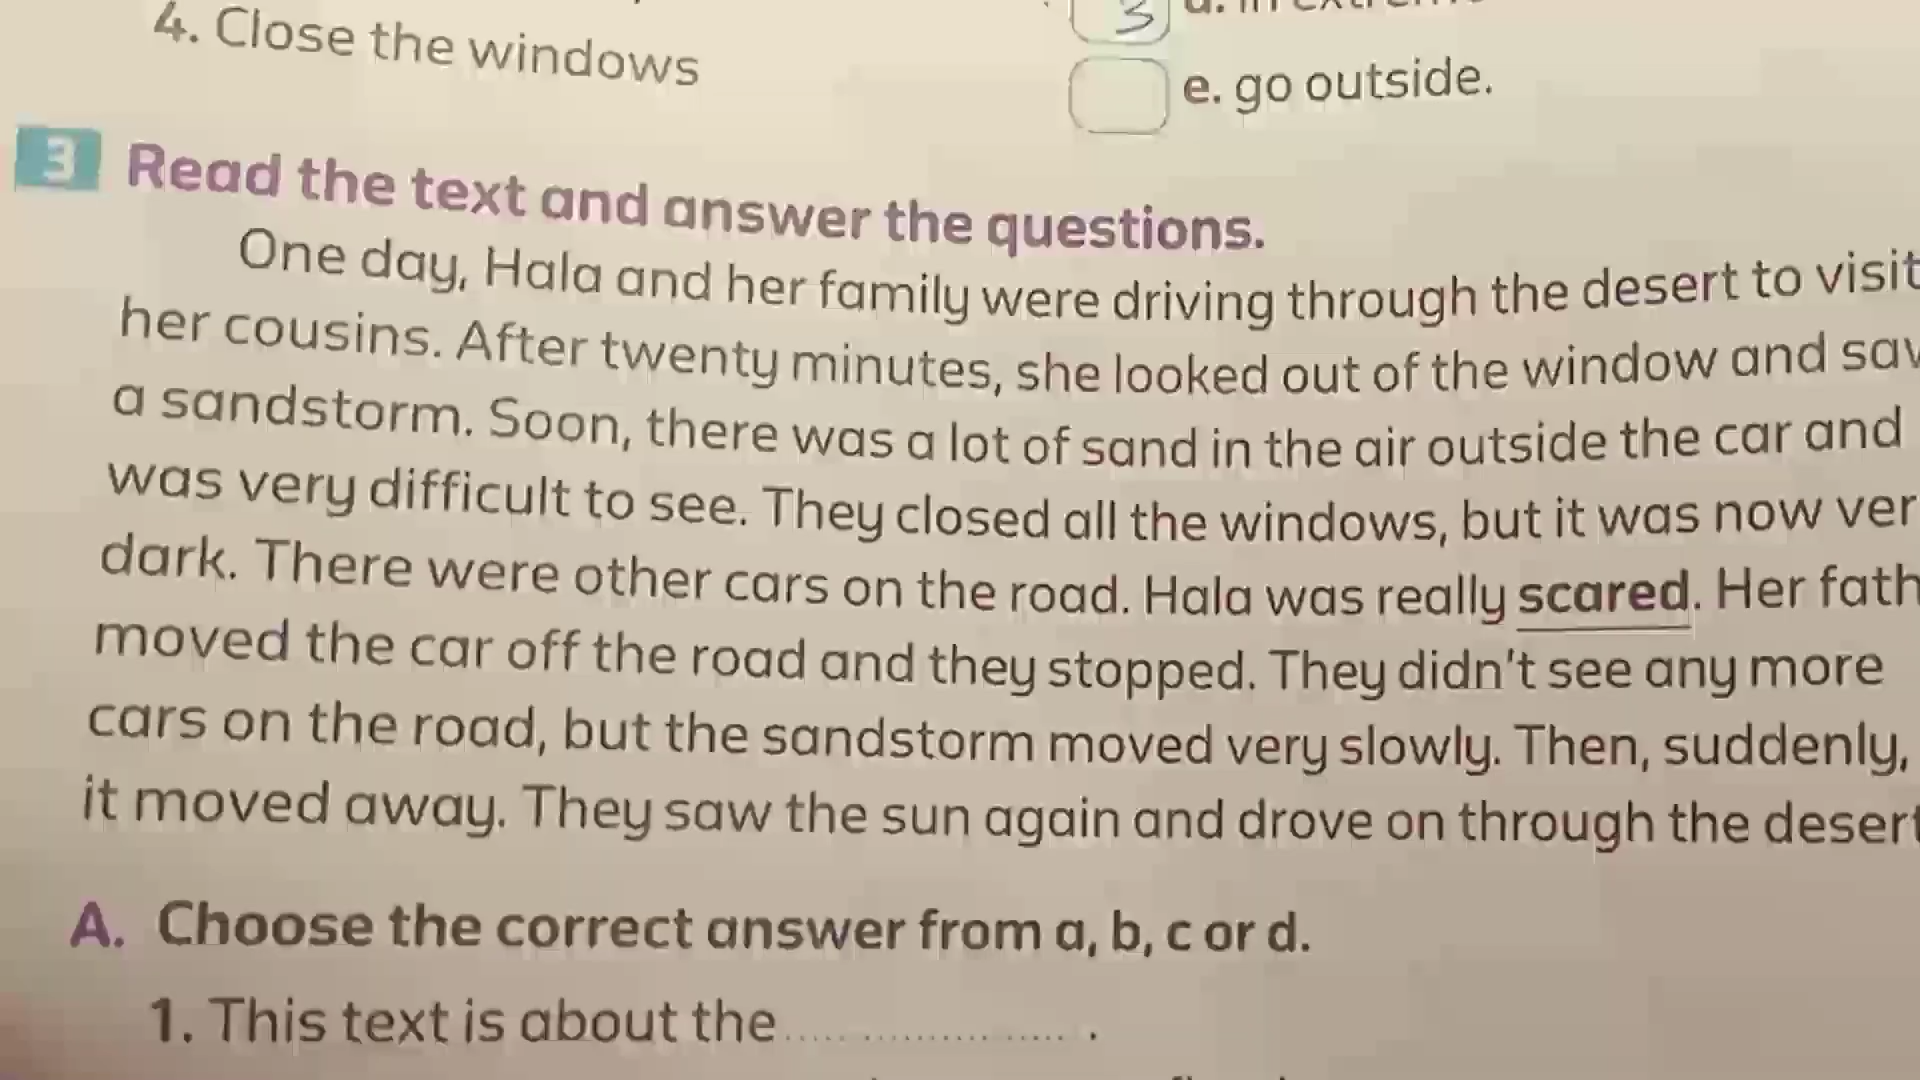 4. Close the windows
3
e. go outside.
3 Read the text and answer the questions.
One day, Hala and her family were driving through the desert to visit
her cousins. After twenty minutes, she looked out of the window and
a sandstorm. Soon, there was a lot of sand in the air outside the car and
was very difficult to see. They closed all the windows, but it was now
dark. There were other cars on the road. Hala was really scared. Her
moved the car off the road and they stopped. They didn't see any more
cars on the road, but the sandstorm moved very slowly. Then, suddenly,
it moved away. They saw the sun again and drove on through the desert
A. Choose the correct answer from a, b, c or d.
1. This text is about the .................... .